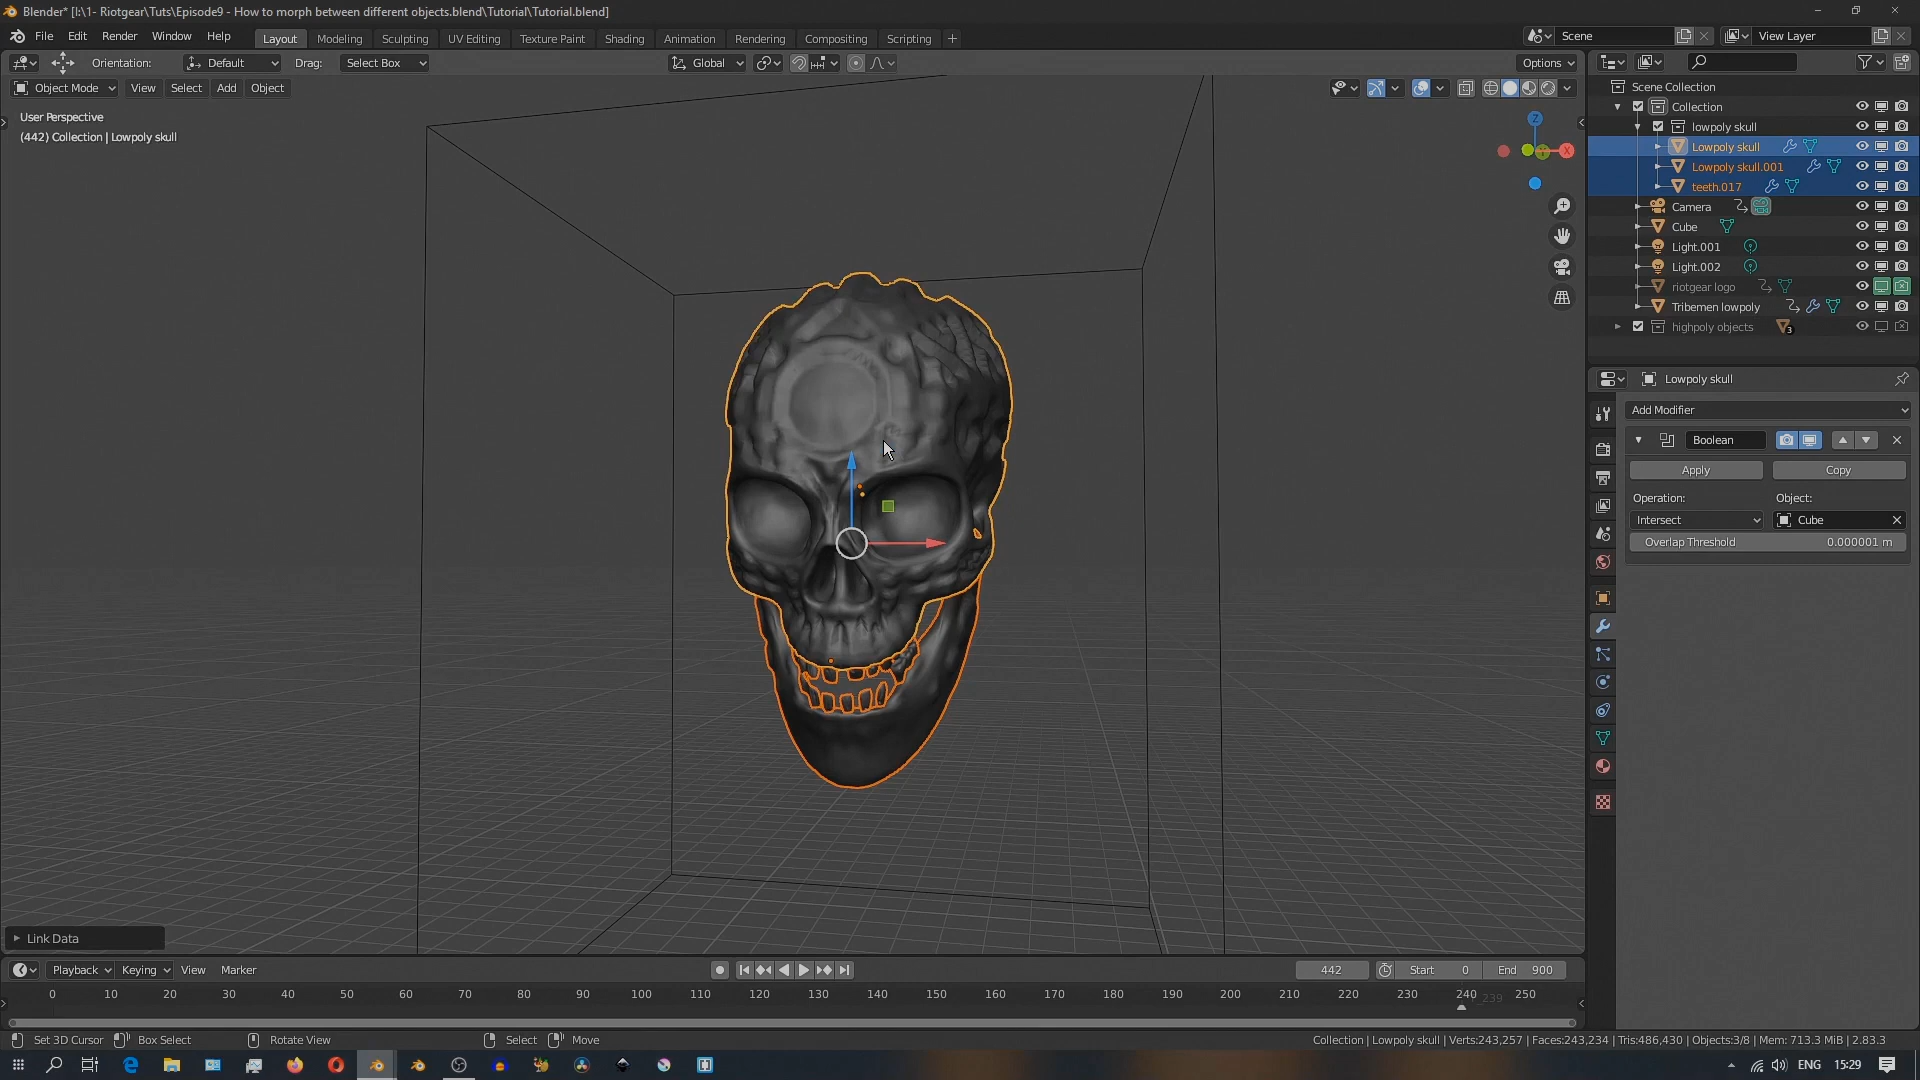 Blender* [I:\1- Riotgear\Tuts\Episode9 - How to morph between different objects.blend\Tutorial\Tutorial.blend]
File Edit Render Window Help Layout Modeling Sculpting UV Editing Texture Paint Shading Animation Rendering Compositing Scripting Scene View Layer
Orientation: Default Drag: Select Box Global Options
Object Mode View Select Add Object
User Perspective
(442) Collection | Lowpoly skull
Z
X
Scene Collection
Collection
lowpoly skull
Lowpoly skull
Lowpoly skull.001
teeth.017
Camera
Cube
Light.001
Light.002
riotgear logo
Tribemen lowpoly
highpoly objects 3
Lowpoly skull
Add Modifier
Boolean
Apply Copy
Operation: Object:
Intersect Cube
Overlap Threshold 0.000001 m
Link Data
Playback Keying View Marker 442 Start 0 End 900
0 10 20 30 40 50 60 70 80 90 100 110 120 130 140 150 160 170 180 190 200 210 220 230 240 250
Set 3D Cursor Box Select Rotate View Select Move Collection | Lowpoly skull | Verts:243,257 | Faces:243,234 | Tris:486,430 | Objects:3/8 | Mem: 713.3 MiB | 2.83.3
ENG 15:29